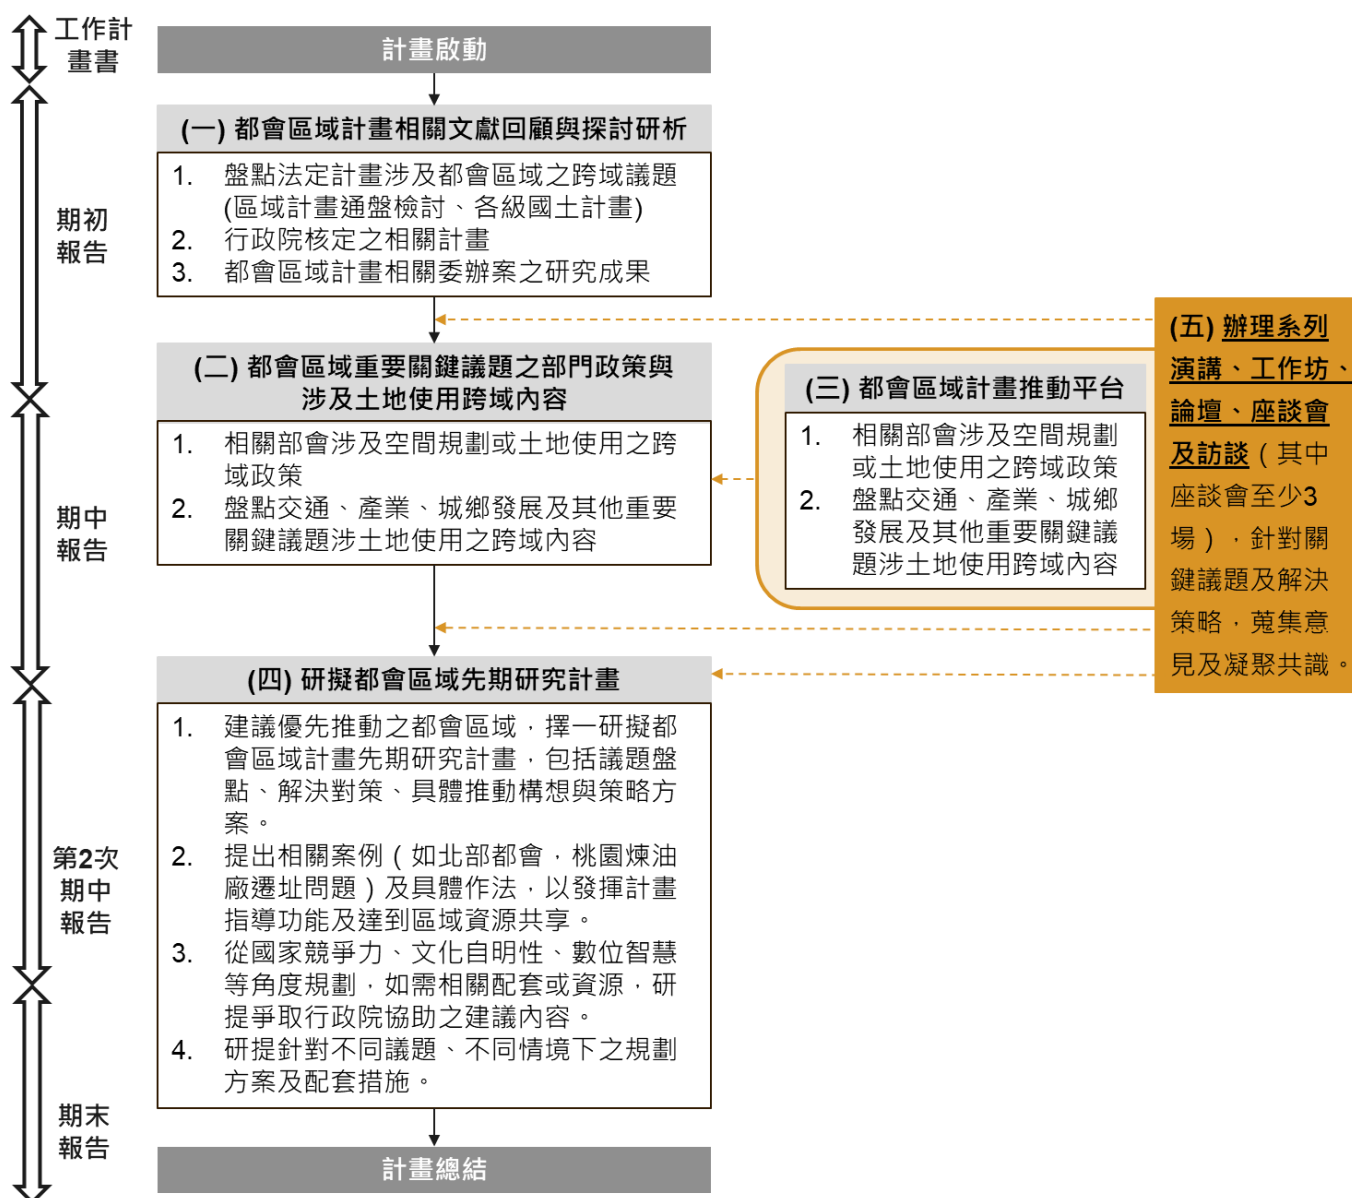 工作計
畫書
計畫啟動
(一) 都會區域計畫相關文獻回顧與探討研析
1. 盤點法定計畫涉及都會區域之跨域議題
(區域計畫通盤檢討、各級國土計畫)
2. 行政院核定之相關計畫
3. 都會區域計畫相關委辦案之研究成果
期初
報告
(二) 都會區域重要關鍵議題之部門政策與
涉及土地使用跨域內容
1. 相關部會涉及空間規劃或土地使用之跨
域政策
2. 盤點交通、產業、城鄉發展及其他重要
關鍵議題涉土地使用之跨域內容
期中
報告
(三) 都會區域計畫推動平台
1. 相關部會涉及空間規劃
或土地使用之跨域政策
2. 盤點交通、產業、城鄉
發展及其他重要關鍵議
題涉土地使用跨域內容
(五) 辦理系列
演講、工作坊、
論壇、座談會
及訪談（其中
座談會至少3
場），針對關
鍵議題及解決
策略，蒐集意
見及凝聚共識。
(四) 研擬都會區域先期研究計畫
1. 建議優先推動之都會區域，擇一研擬都
會區域計畫先期研究計畫，包括議題盤
點、解決對策、具體推動構想與策略方
案。
2. 提出相關案例（如北部都會，桃園煉油
廠遷址問題）及具體作法，以發揮計畫
指導功能及達到區域資源共享。
3. 從國家競爭力、文化自明性、數位智慧
等角度規劃，如需相關配套或資源，研
提爭取行政院協助之建議內容。
4. 研提針對不同議題、不同情境下之規劃
方案及配套措施。
第2次
期中
報告
期末
報告
計畫總結